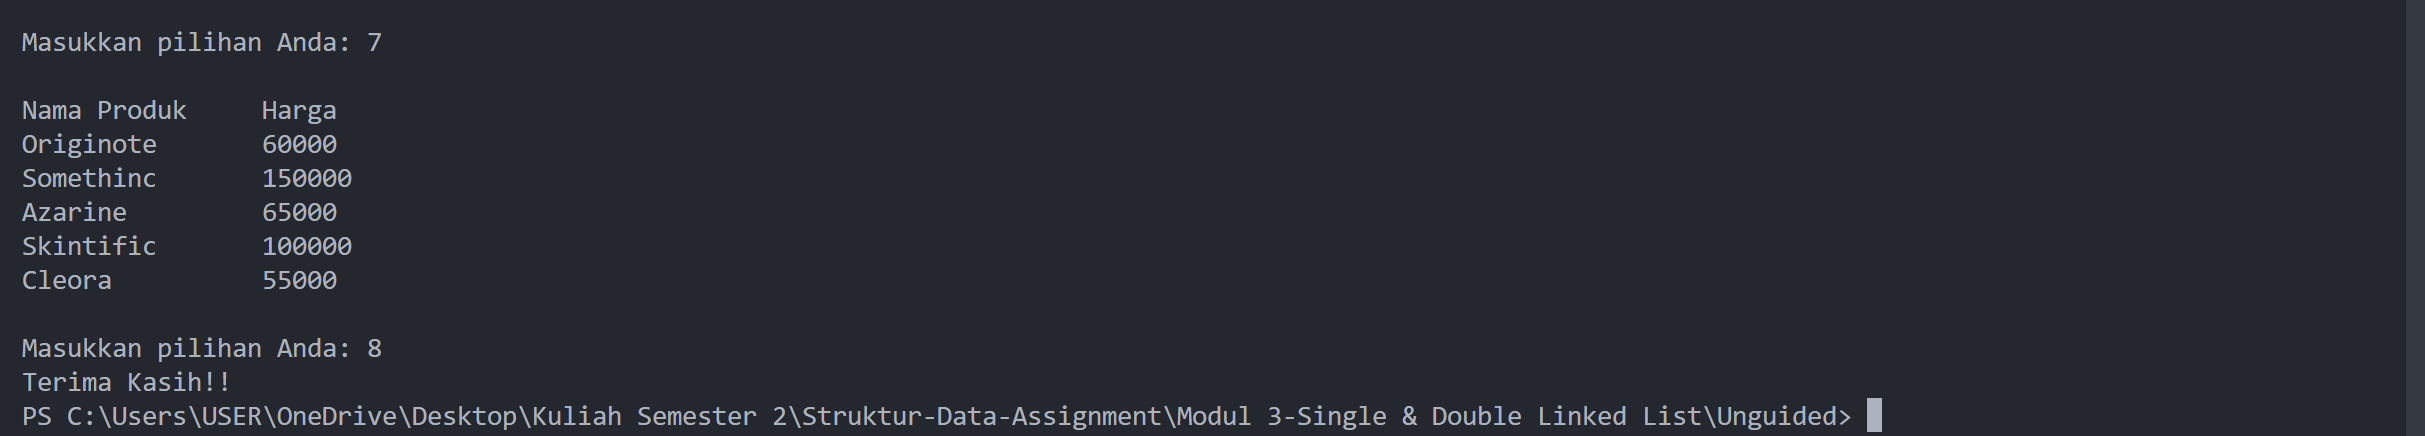 Masukkan pilihan Anda: 7
Nama Produk     Harga
Originote       60000
Somethinc       150000
Azarine         65000
Skintific       100000
Cleora          55000
Masukkan pilihan Anda: 8
Terima Kasih!!
PS C:\Users\USER\OneDrive\Desktop\Kuliah Semester 2\Struktur-Data-Assignment\Modul 3-Single & Double Linked List\Unguided>